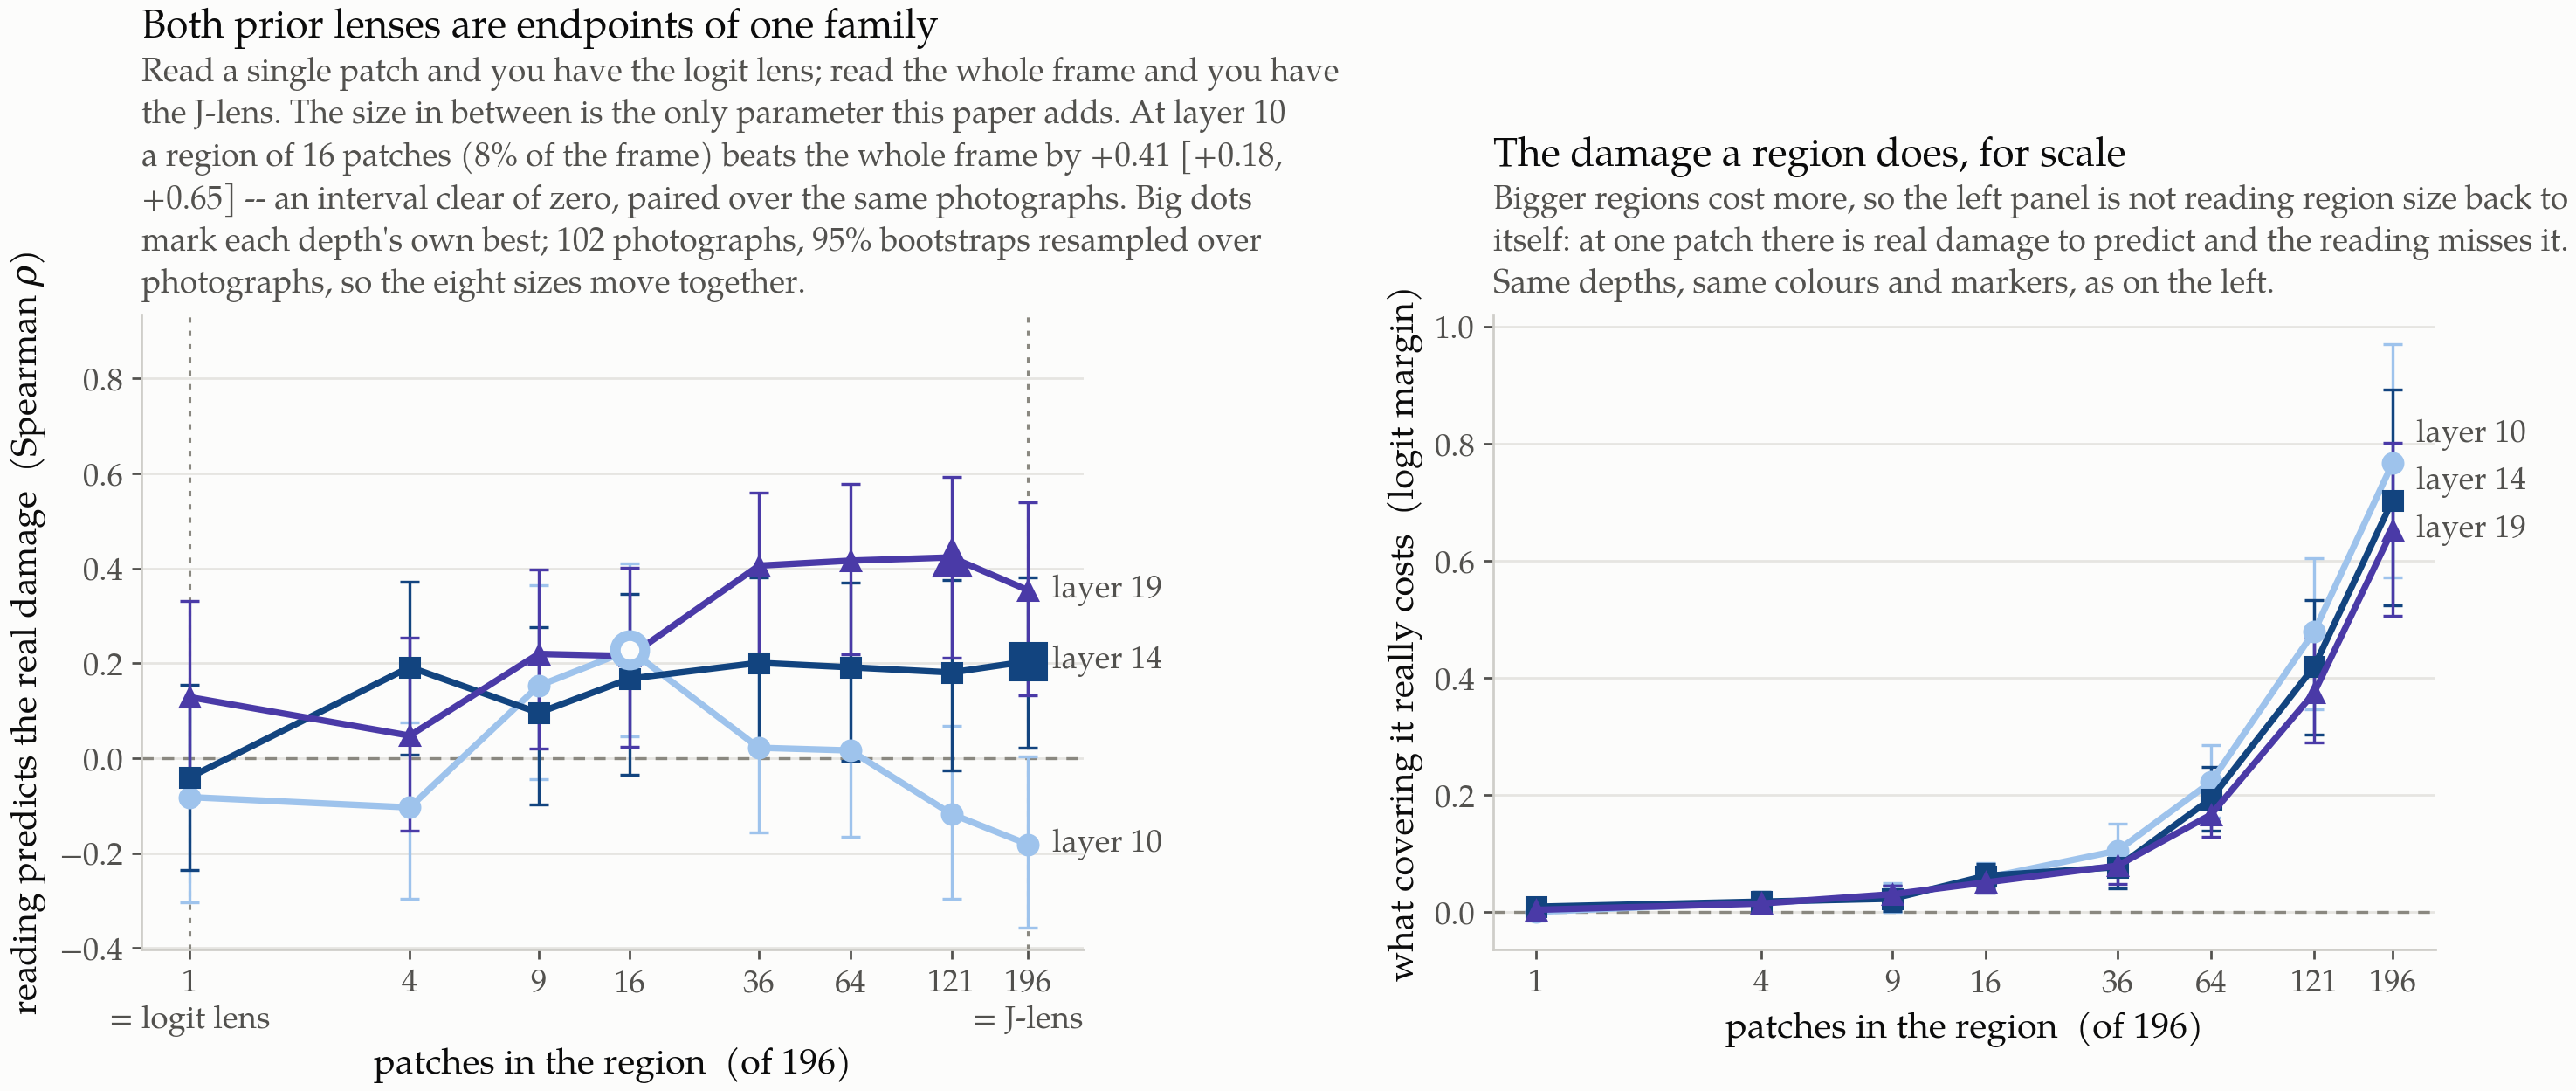 Both prior lenses are endpoints of one family
Read a single patch and you have the logit lens; read the whole frame and you have
the J-lens. The size in between is the only parameter this paper adds. At layer 10
a region of 16 patches (8% of the frame) beats the whole frame by +0.41 [+0.18,
+0.65] -- an interval clear of zero, paired over the same photographs. Big dots
mark each depth's own best; 102 photographs, 95% bootstraps resampled over
photographs, so the eight sizes move together.
reading predicts the real damage (Spearman ρ)
0.8
0.6
0.4
0.2
0.0
−0.2
−0.4
layer 19
layer 14
layer 10
1
4
9
16
36
64
121
196
= logit lens
= J-lens
patches in the region (of 196)
The damage a region does, for scale
Bigger regions cost more, so the left panel is not reading region size back to
itself: at one patch there is real damage to predict and the reading misses it.
Same depths, same colours and markers, as on the left.
what covering it really costs (logit margin)
1.0
0.8
0.6
0.4
0.2
0.0
layer 10
layer 14
layer 19
1
4
9
16
36
64
121
196
patches in the region (of 196)